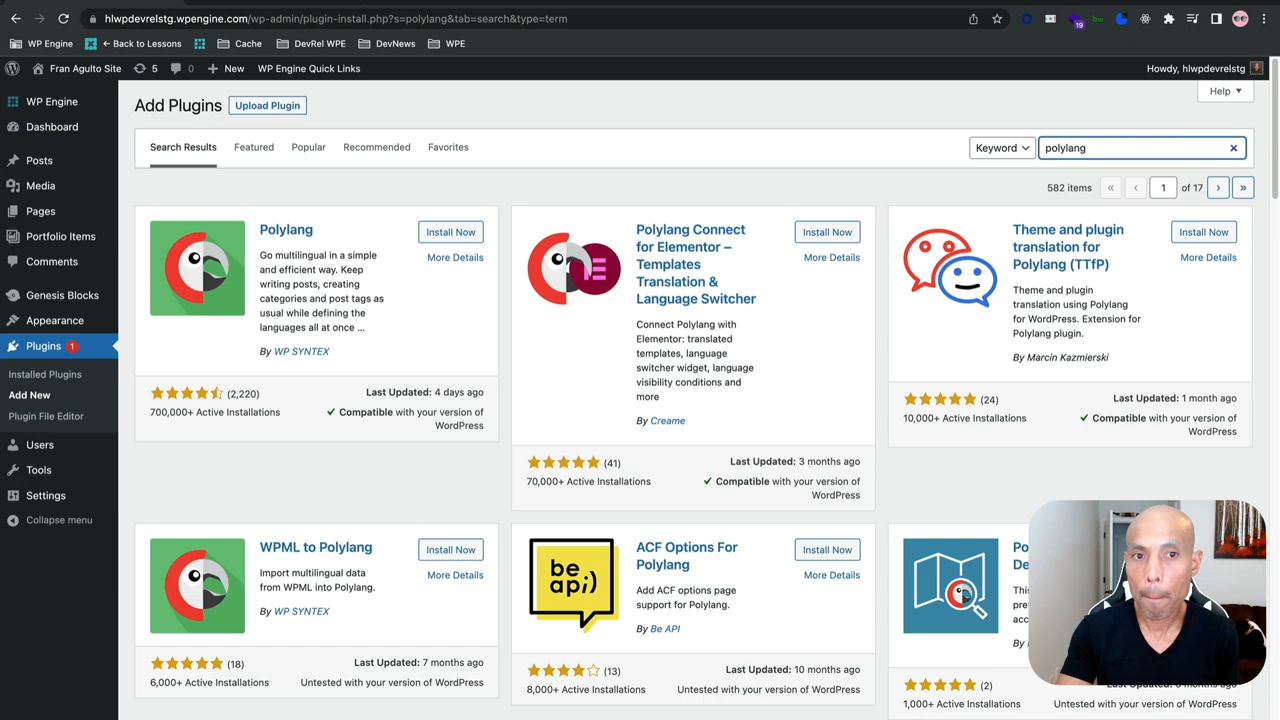 hlwpdevrelstg.wpengine.com/wp-admin/plugin-install.php?s=polylang&tab=search&type=term
19
WP Engine
← Back to Lessons
Cache
DevRel WPE
DevNews
WPE
Fran Agulto Site
5
0
New
WP Engine Quick Links
Howdy, hlwpdevrelstg
WP Engine
Dashboard
Posts
Media
Pages
Portfolio Items
Comments
Genesis Blocks
Appearance
Plugins 1
Installed Plugins
Add New
Plugin File Editor
Users
Tools
Settings
Collapse menu
Add Plugins
Upload Plugin
Help
Search Results
Featured
Popular
Recommended
Favorites
Keyword
polylang
582 items
«
‹
1
of 17
›
»
Polylang
Install Now
More Details
Go multilingual in a simple
and efficient way. Keep
writing posts, creating
categories and post tags as
usual while defining the
languages all at once ...
By WP SYNTEX
(2,220)
700,000+ Active Installations
Last Updated: 4 days ago
Compatible with your version of
WordPress
Polylang Connect
for Elementor –
Templates
Translation &
Language Switcher
Install Now
More Details
Connect Polylang with
Elementor: translated
templates, language
switcher widget, language
visibility conditions and
more
By Creame
(41)
70,000+ Active Installations
Last Updated: 3 months ago
Compatible with your version of
WordPress
Theme and plugin
translation for
Polylang (TTfP)
Install Now
More Details
Theme and plugin
translation using Polylang
for WordPress. Extension for
Polylang plugin.
By Marcin Kazmierski
(24)
10,000+ Active Installations
Last Updated: 1 month ago
Compatible with your version of
WordPress
WPML to Polylang
Install Now
More Details
Import multilingual data
from WPML into Polylang.
By WP SYNTEX
(18)
6,000+ Active Installations
Last Updated: 7 months ago
Untested with your version of WordPress
be
api)
ACF Options For
Polylang
Install Now
More Details
Add ACF options page
support for Polylang.
By Be API
(13)
8,000+ Active Installations
Last Updated: 10 months ago
Untested with your version of WordPress
(2)
1,000+ Active Installations
Untested with your version of WordPress